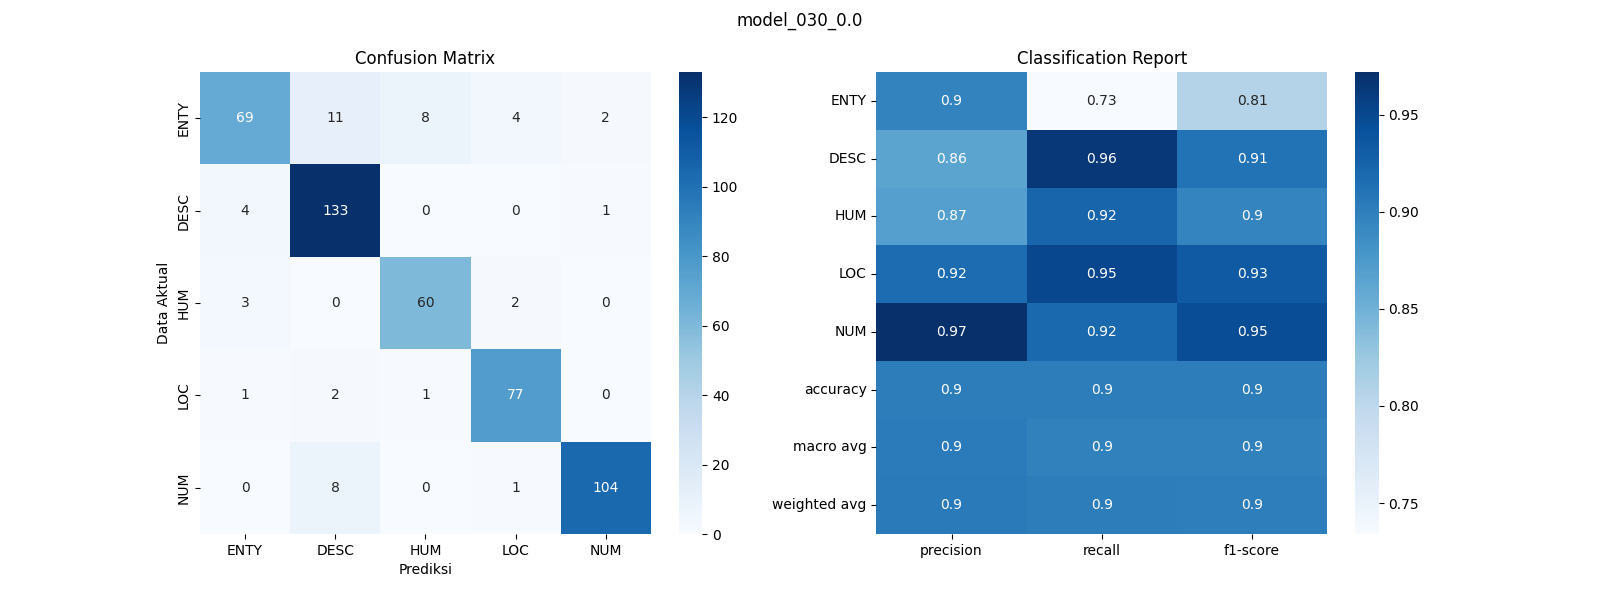 model_030_0.0
Confusion Matrix
Data Aktual
ENTY 69 11 8 4 2
DESC 4 133 0 0 1
HUM 3 0 60 2 0
LOC 1 2 1 77 0
NUM 0 8 0 1 104
ENTY DESC HUM LOC NUM
Prediksi
120
100
80
60
40
20
0
Classification Report
ENTY 0.9 0.73 0.81
DESC 0.86 0.96 0.91
HUM 0.87 0.92 0.9
LOC 0.92 0.95 0.93
NUM 0.97 0.92 0.95
accuracy 0.9 0.9 0.9
macro avg 0.9 0.9 0.9
weighted avg 0.9 0.9 0.9
precision recall f1-score
0.95
0.90
0.85
0.80
0.75